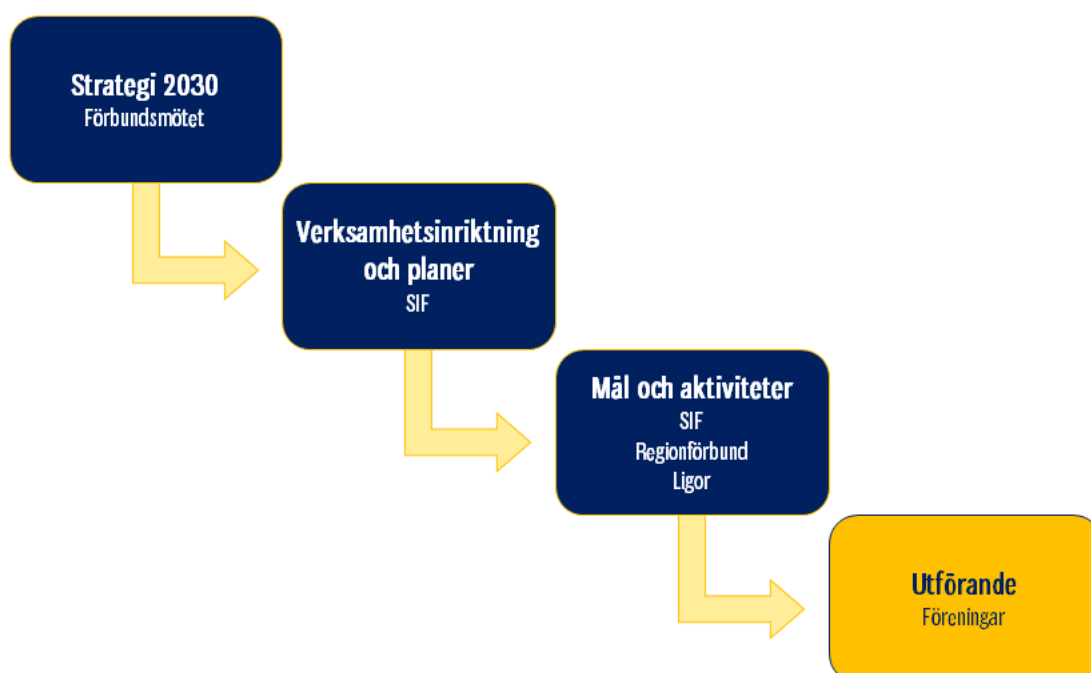 Strategi 2030
Förbundsmötet
Verksamhetsinriktning
och planer
SIF
Mål och aktiviteter
SIF
Regionförbund
Ligor
Utförande
Föreningar